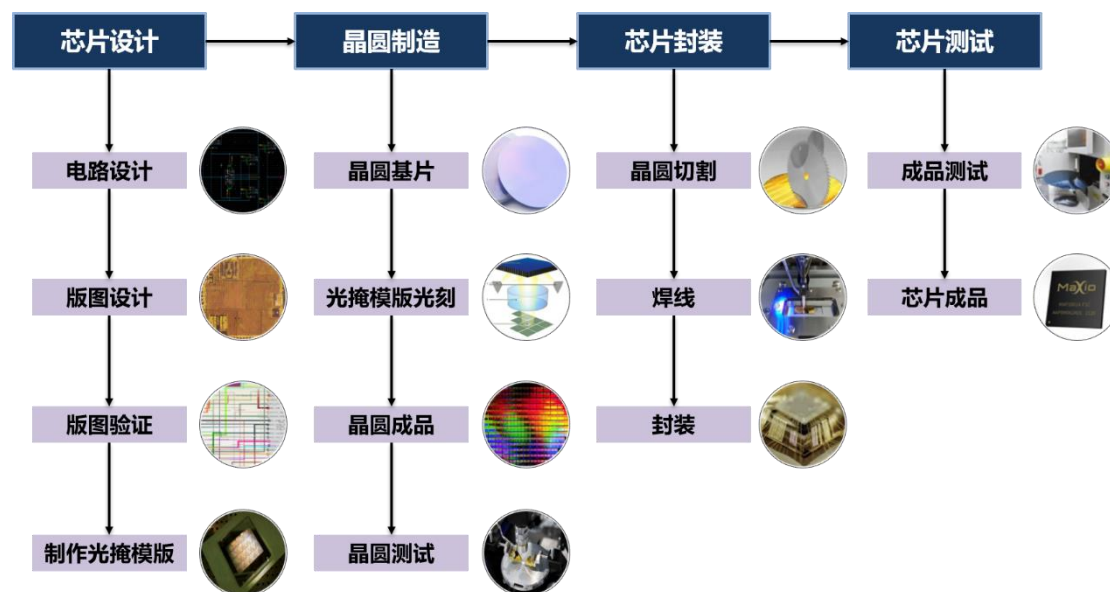 芯片设计
晶圆制造
芯片封装
芯片测试
电路设计
晶圆基片
晶圆切割
成品测试
版图设计
光掩模版光刻
焊线
芯片成品
版图验证
晶圆成品
封装
制作光掩模版
晶圆测试
Maxio